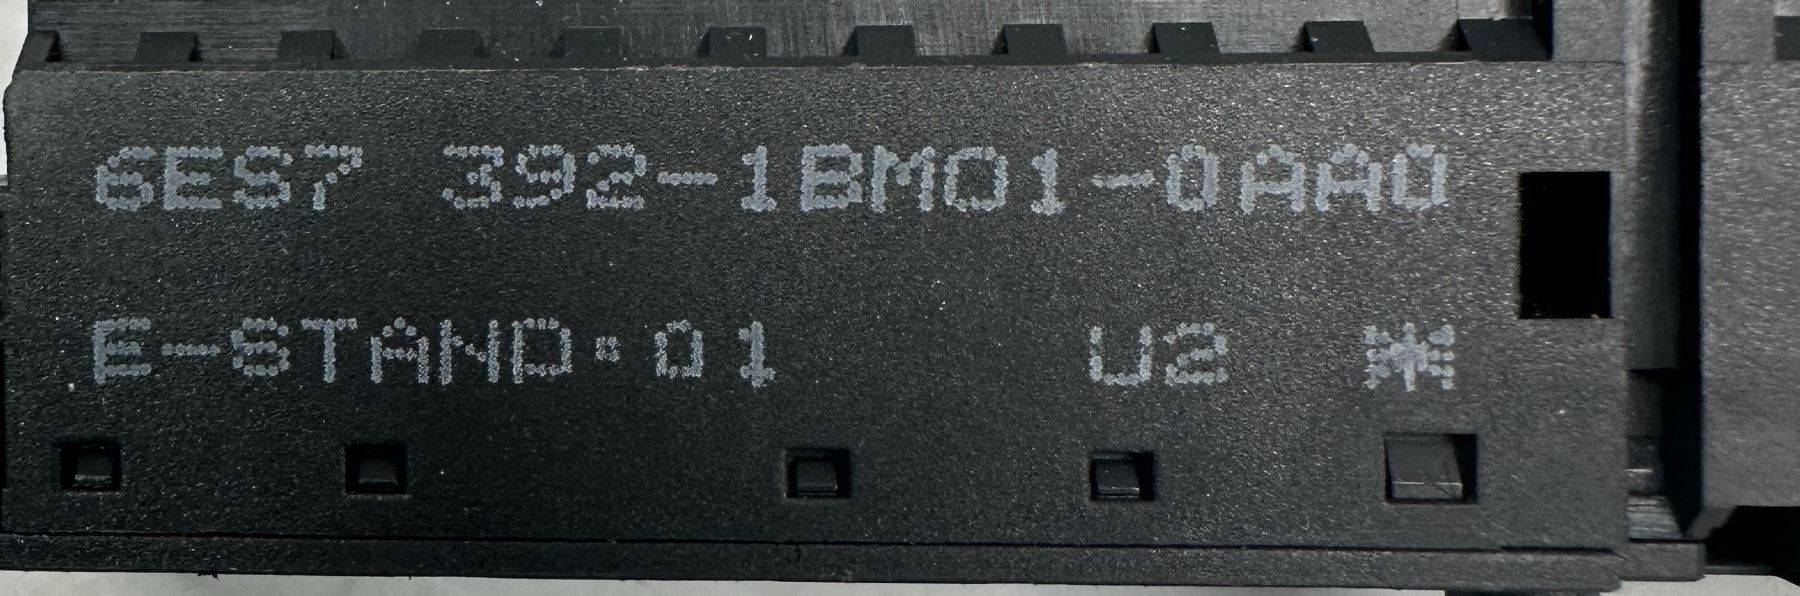 6ES7 392-1BM01-0AA0
E-STAND:01 U2 *